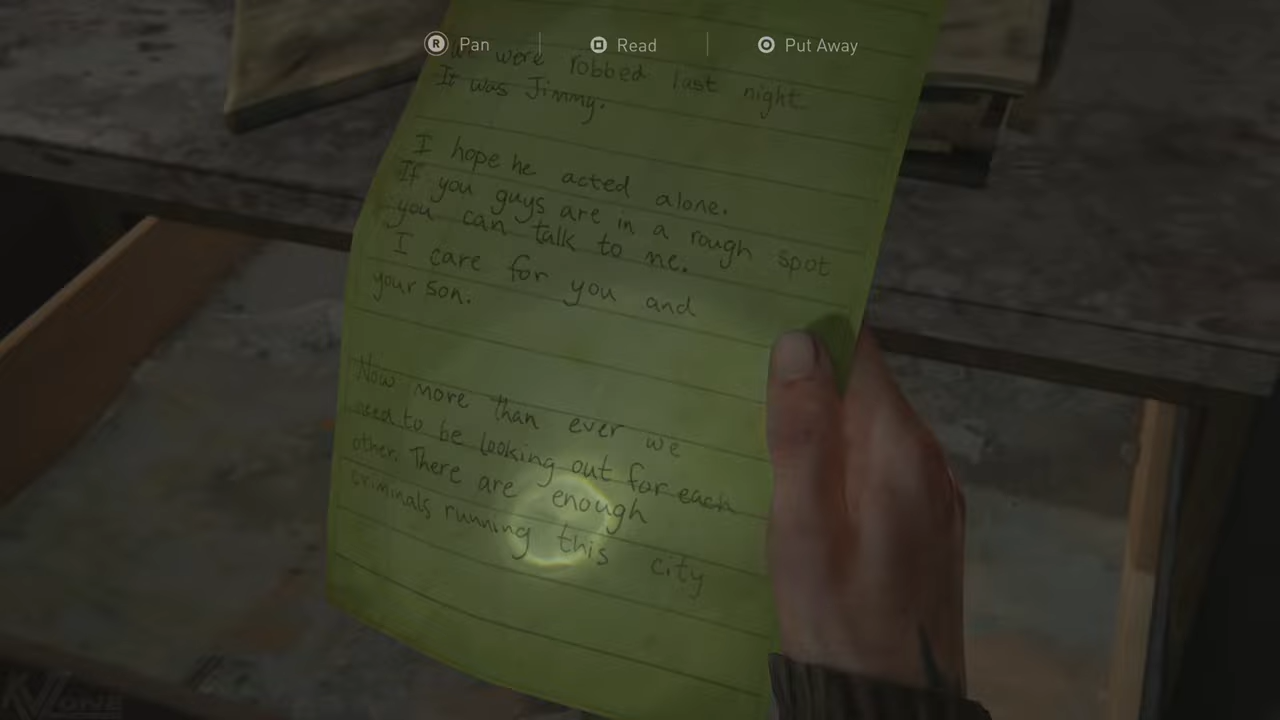 Pan
Read
Put Away
We were robbed last night
It was Jimmy.
I hope he acted alone.
If you guys are in a rough spot
you can talk to me.
I care for you and
your son.
Now more than ever we
need to be looking out for each
other. There are enough
criminals running this city